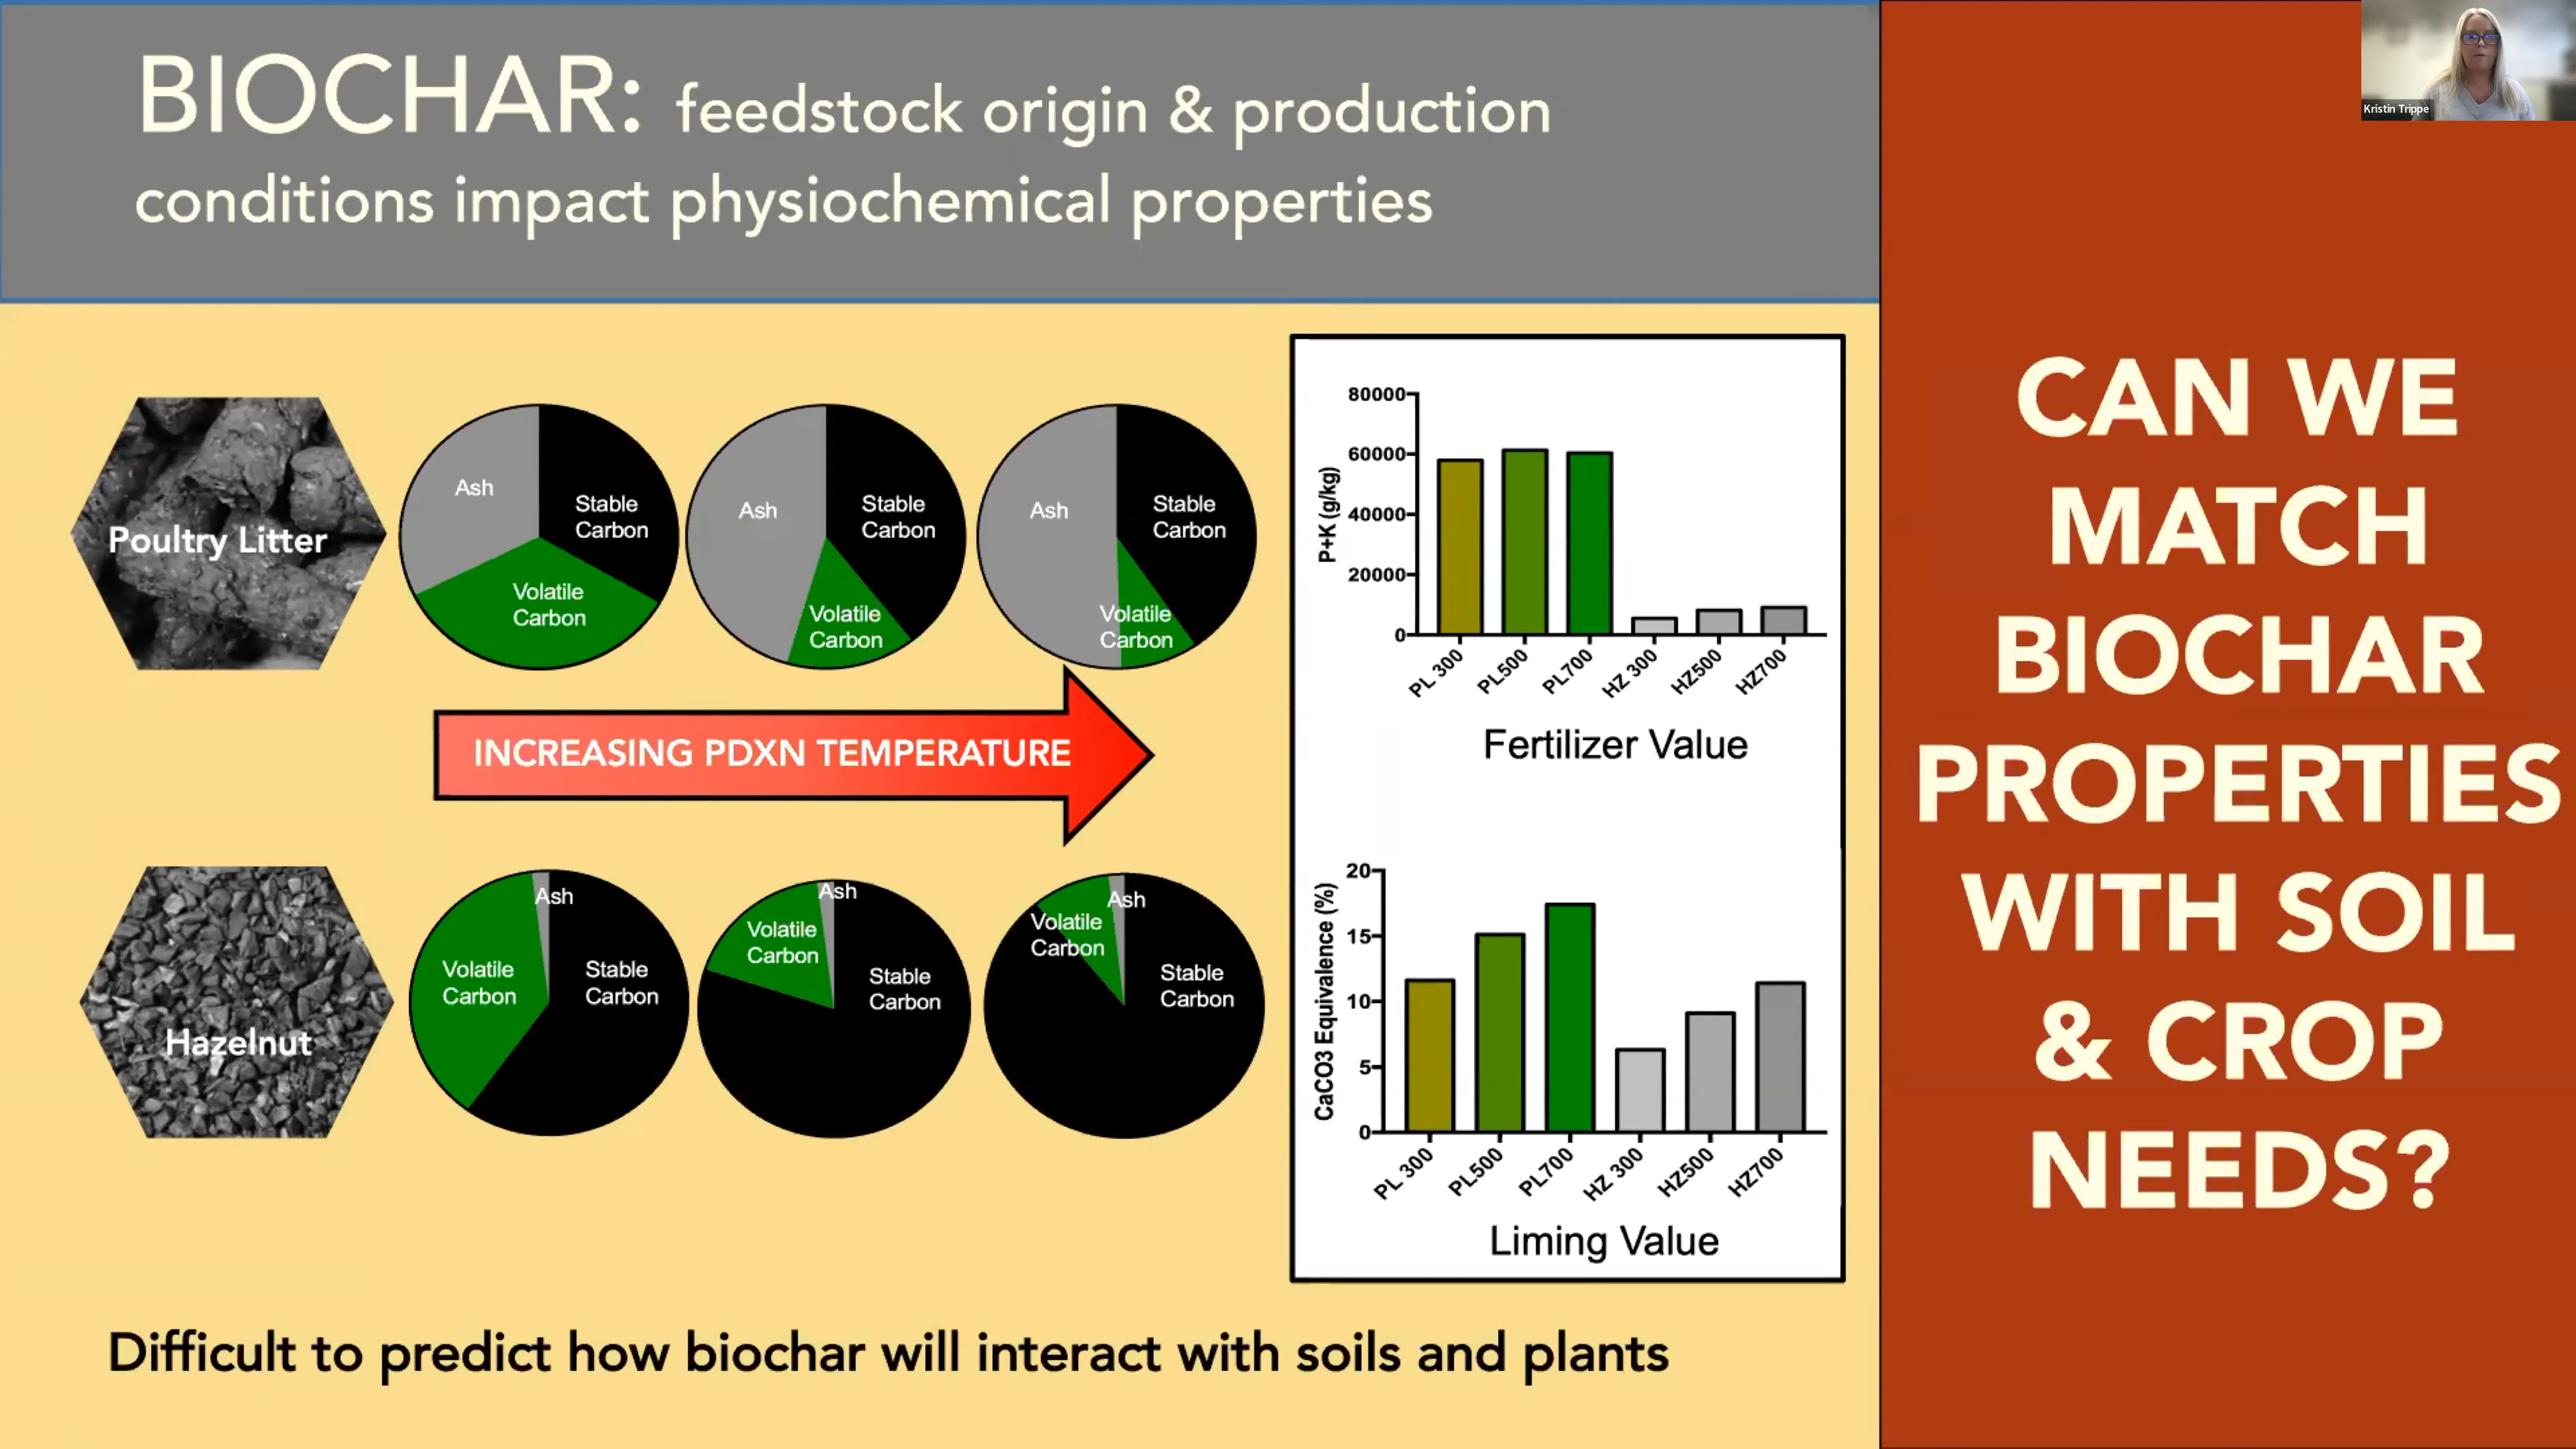 BIOCHAR: feedstock origin & production
conditions impact physiochemical properties
Kristin Trippe
Poultry Litter
Ash
Stable
Carbon
Volatile
Carbon
Ash
Stable
Carbon
Volatile
Carbon
Ash
Stable
Carbon
Volatile
Carbon
INCREASING PDXN TEMPERATURE
Hazelnut
Ash
Volatile
Carbon
Stable
Carbon
Ash
Volatile
Carbon
Stable
Carbon
Ash
Volatile
Carbon
Stable
Carbon
P+K (g/kg)
80000
60000
40000
20000
0
PL 300
PL500
PL700
HZ 300
HZ500
HZ700
Fertilizer Value
CaCO3 Equivalence (%)
20
15
10
5
0
PL 300
PL500
PL700
HZ 300
HZ500
HZ700
Liming Value
Difficult to predict how biochar will interact with soils and plants
CAN WE
MATCH
BIOCHAR
PROPERTIES
WITH SOIL
& CROP
NEEDS?